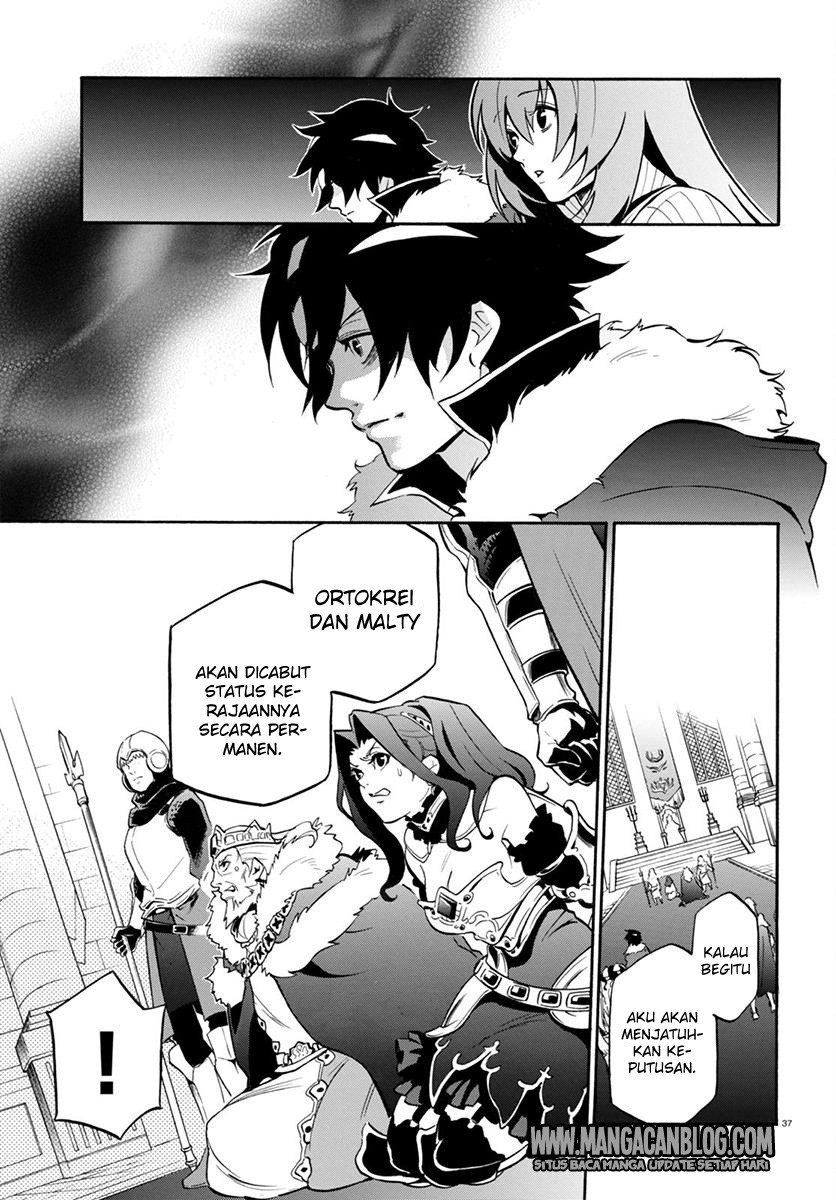 KALAU
BEGITU
AKU AKAN
MENJATUH-
KAN KE-
PUTUSAN.
ORTOKREI
DAN MALTY
AKAN DICABUT
STATUS KE-
RAJAANNYA
SECARA PER-
MANEN.
!
37
WWW.MANGACANBLOG.COM
SITUS BACA MANGA UPDATE SETIAP HARI